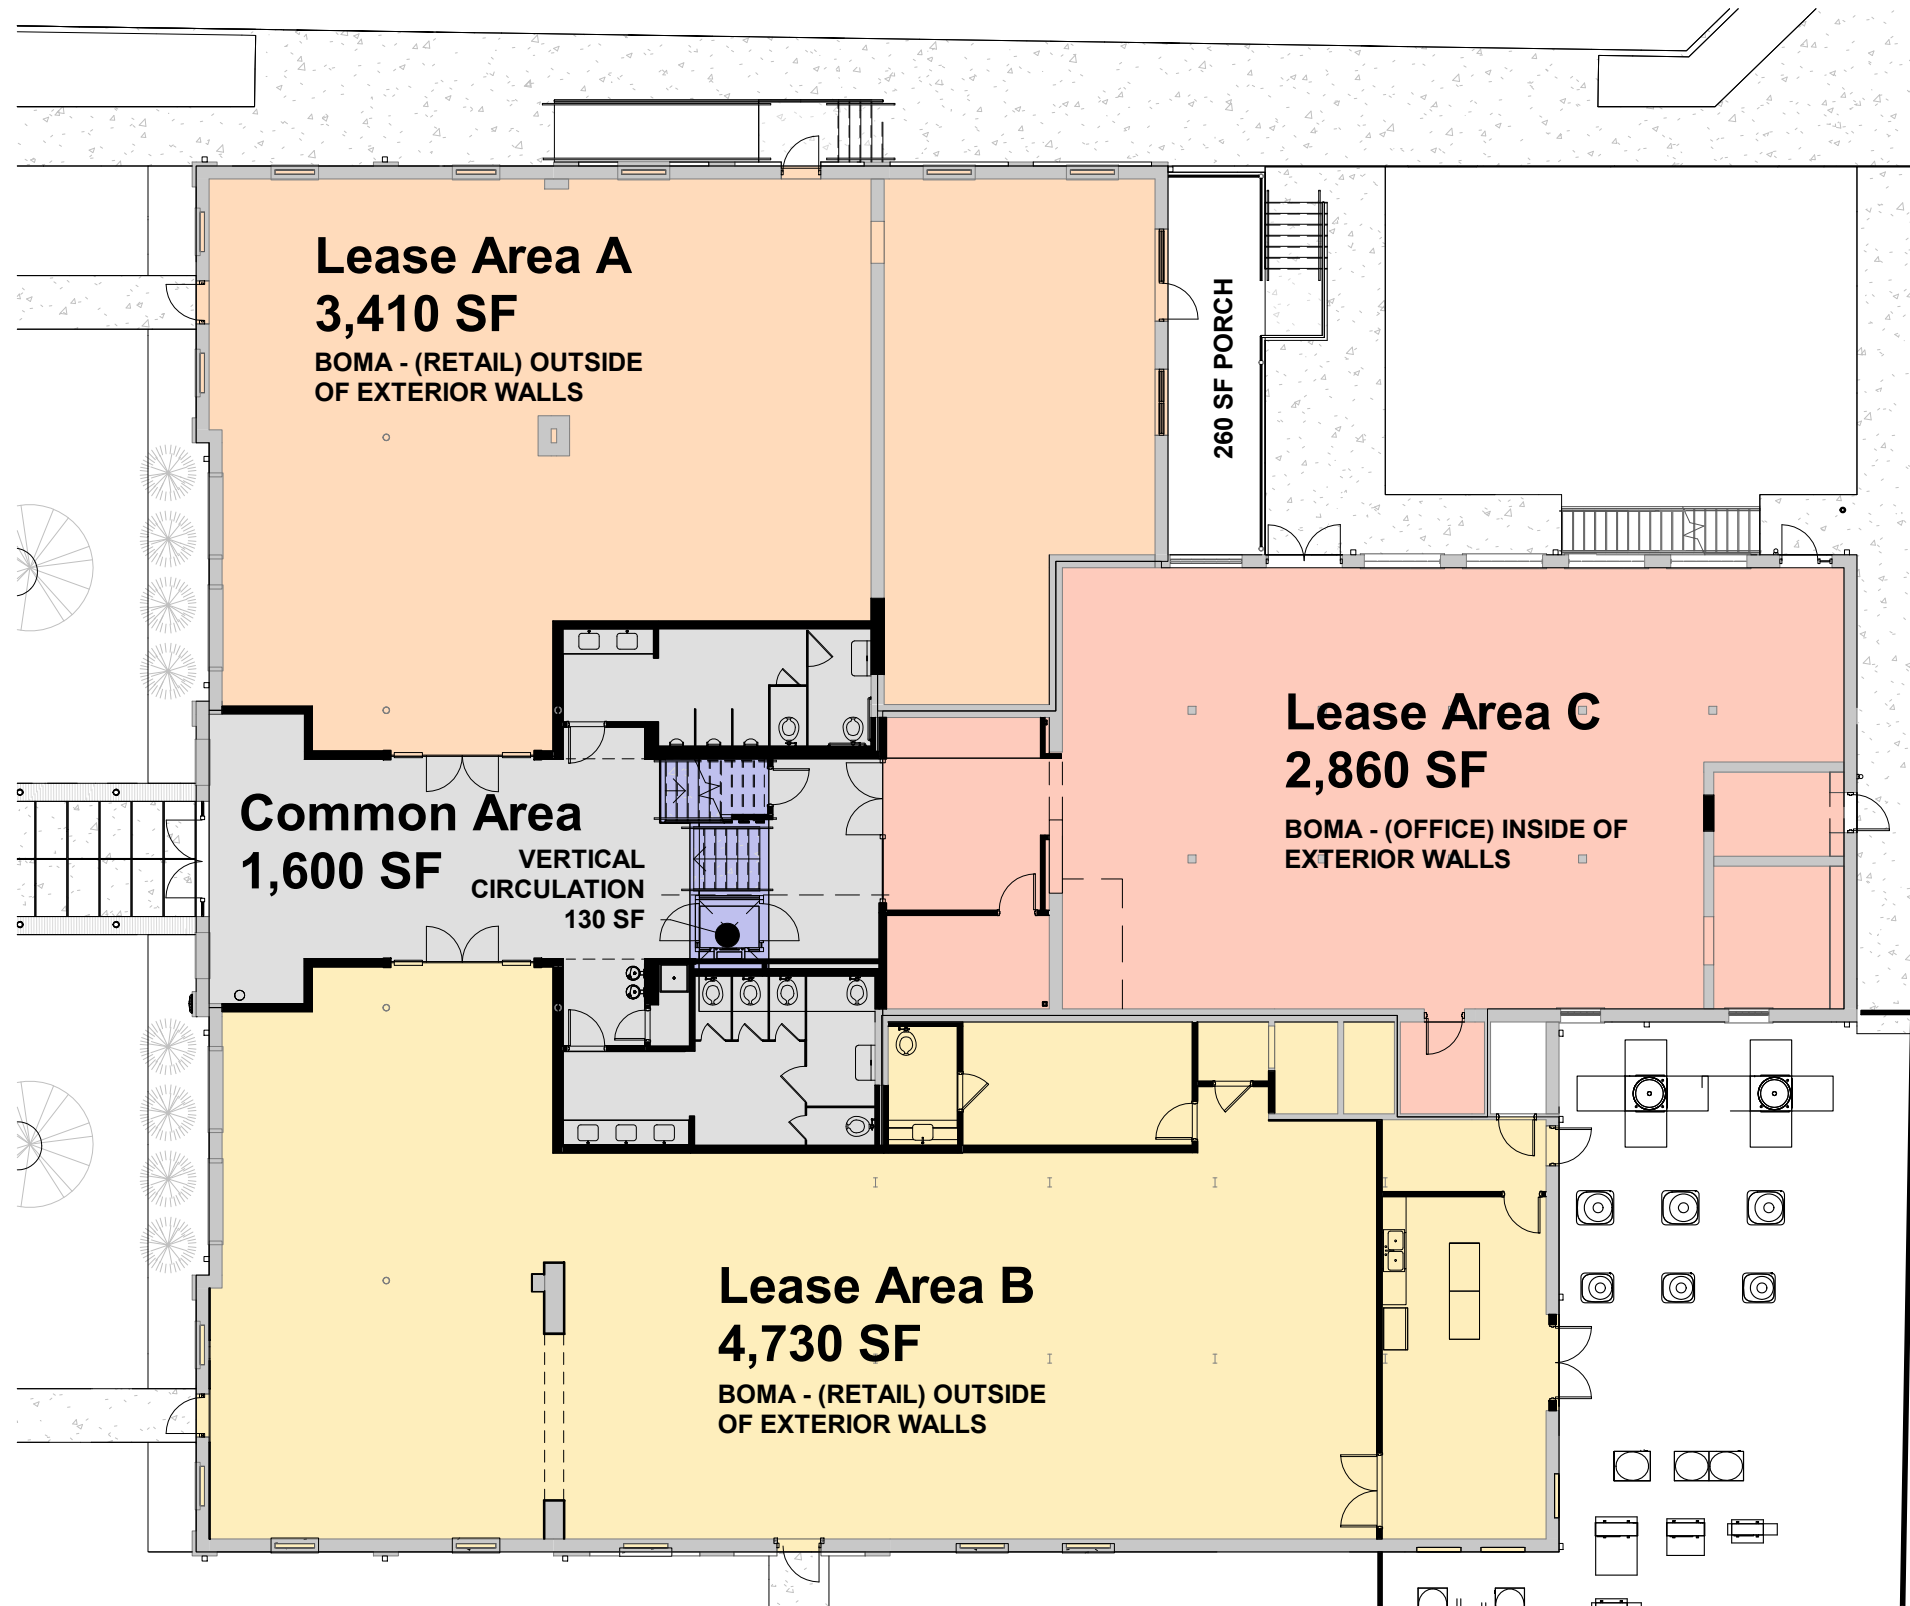 Lease Area A
3,410 SF
BOMA - (RETAIL) OUTSIDE
OF EXTERIOR WALLS
260 SF PORCH
Lease Area C
2,860 SF
BOMA - (OFFICE) INSIDE OF
EXTERIOR WALLS
Common Area
1,600 SF
VERTICAL
CIRCULATION
130 SF
Lease Area B
4,730 SF
BOMA - (RETAIL) OUTSIDE
OF EXTERIOR WALLS